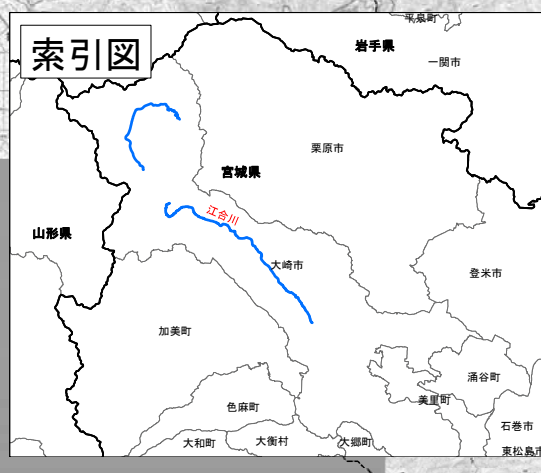 平泉町
岩手県
索引図
一関市
栗原市
宮城県
江合川
山形県
大崎市
登米市
加美町
涌谷町
美里町
色麻町
石巻市
大和町
大衡村
大郷町
東松島市